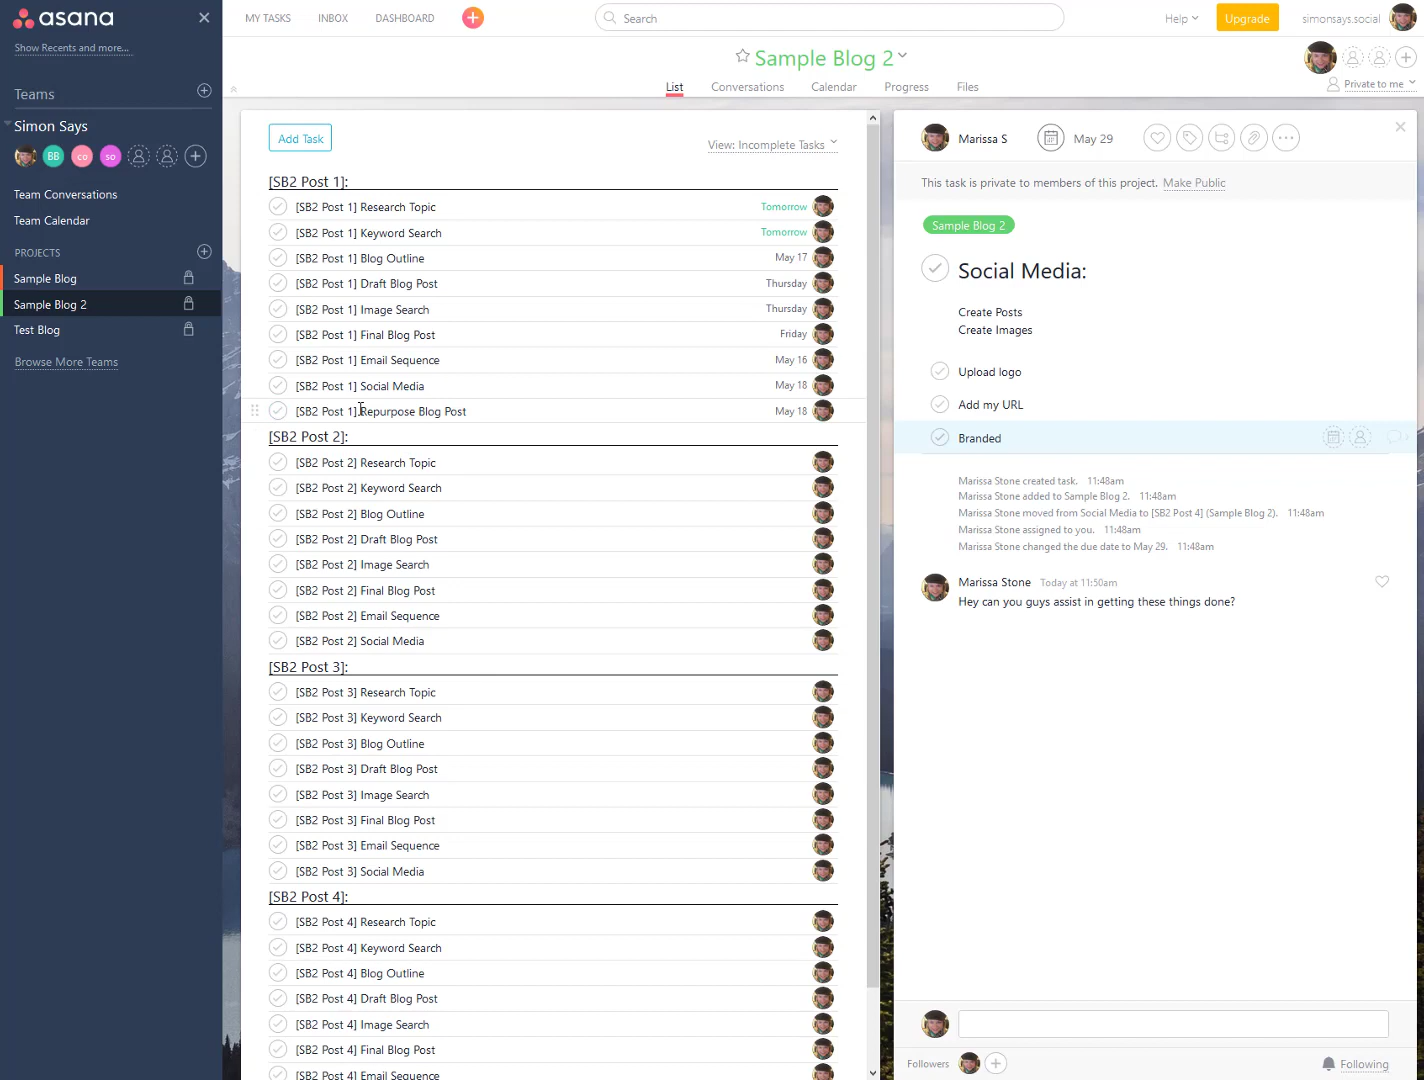 asana
Show Recents and more...
Teams
Simon Says
BB
co
so
Team Conversations
Team Calendar
PROJECTS
Sample Blog
Sample Blog 2
Test Blog
Browse More Teams
MY TASKS
INBOX
DASHBOARD
Search
Help
Upgrade
simonsays.social
Sample Blog 2
List
Conversations
Calendar
Progress
Files
Private to me
Add Task
View: Incomplete Tasks
[SB2 Post 1]:
[SB2 Post 1] Research Topic Tomorrow
[SB2 Post 1] Keyword Search Tomorrow
[SB2 Post 1] Blog Outline May 17
[SB2 Post 1] Draft Blog Post Thursday
[SB2 Post 1] Image Search Thursday
[SB2 Post 1] Final Blog Post Friday
[SB2 Post 1] Email Sequence May 16
[SB2 Post 1] Social Media May 18
[SB2 Post 1] Repurpose Blog Post May 18
[SB2 Post 2]:
[SB2 Post 2] Research Topic
[SB2 Post 2] Keyword Search
[SB2 Post 2] Blog Outline
[SB2 Post 2] Draft Blog Post
[SB2 Post 2] Image Search
[SB2 Post 2] Final Blog Post
[SB2 Post 2] Email Sequence
[SB2 Post 2] Social Media
[SB2 Post 3]:
[SB2 Post 3] Research Topic
[SB2 Post 3] Keyword Search
[SB2 Post 3] Blog Outline
[SB2 Post 3] Draft Blog Post
[SB2 Post 3] Image Search
[SB2 Post 3] Final Blog Post
[SB2 Post 3] Email Sequence
[SB2 Post 3] Social Media
[SB2 Post 4]:
[SB2 Post 4] Research Topic
[SB2 Post 4] Keyword Search
[SB2 Post 4] Blog Outline
[SB2 Post 4] Draft Blog Post
[SB2 Post 4] Image Search
[SB2 Post 4] Final Blog Post
[SB2 Post 4] Email Sequence
Marissa S
May 29
This task is private to members of this project. Make Public
Sample Blog 2
Social Media:
Create Posts
Create Images
Upload logo
Add my URL
Branded
Marissa Stone created task. 11:48am
Marissa Stone added to Sample Blog 2. 11:48am
Marissa Stone moved from Social Media to [SB2 Post 4] (Sample Blog 2). 11:48am
Marissa Stone assigned to you. 11:48am
Marissa Stone changed the due date to May 29. 11:48am
Marissa Stone Today at 11:50am
Hey can you guys assist in getting these things done?
Followers
Following